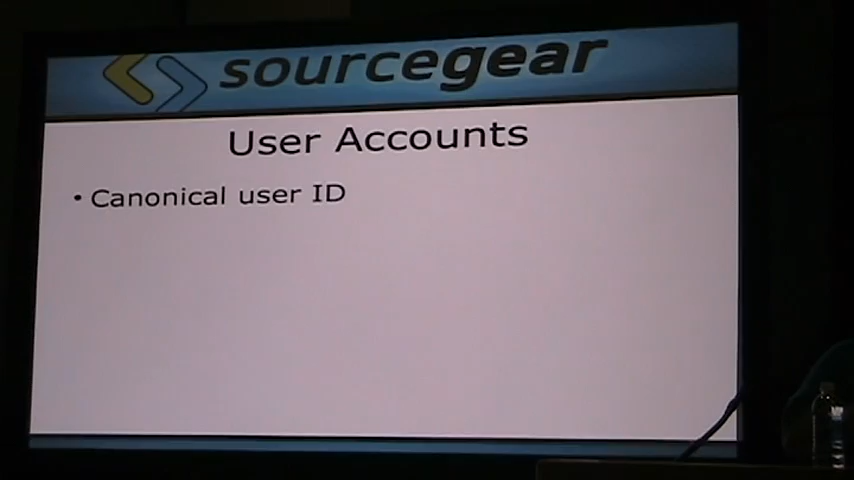 sourcegear
User Accounts
• Canonical user ID